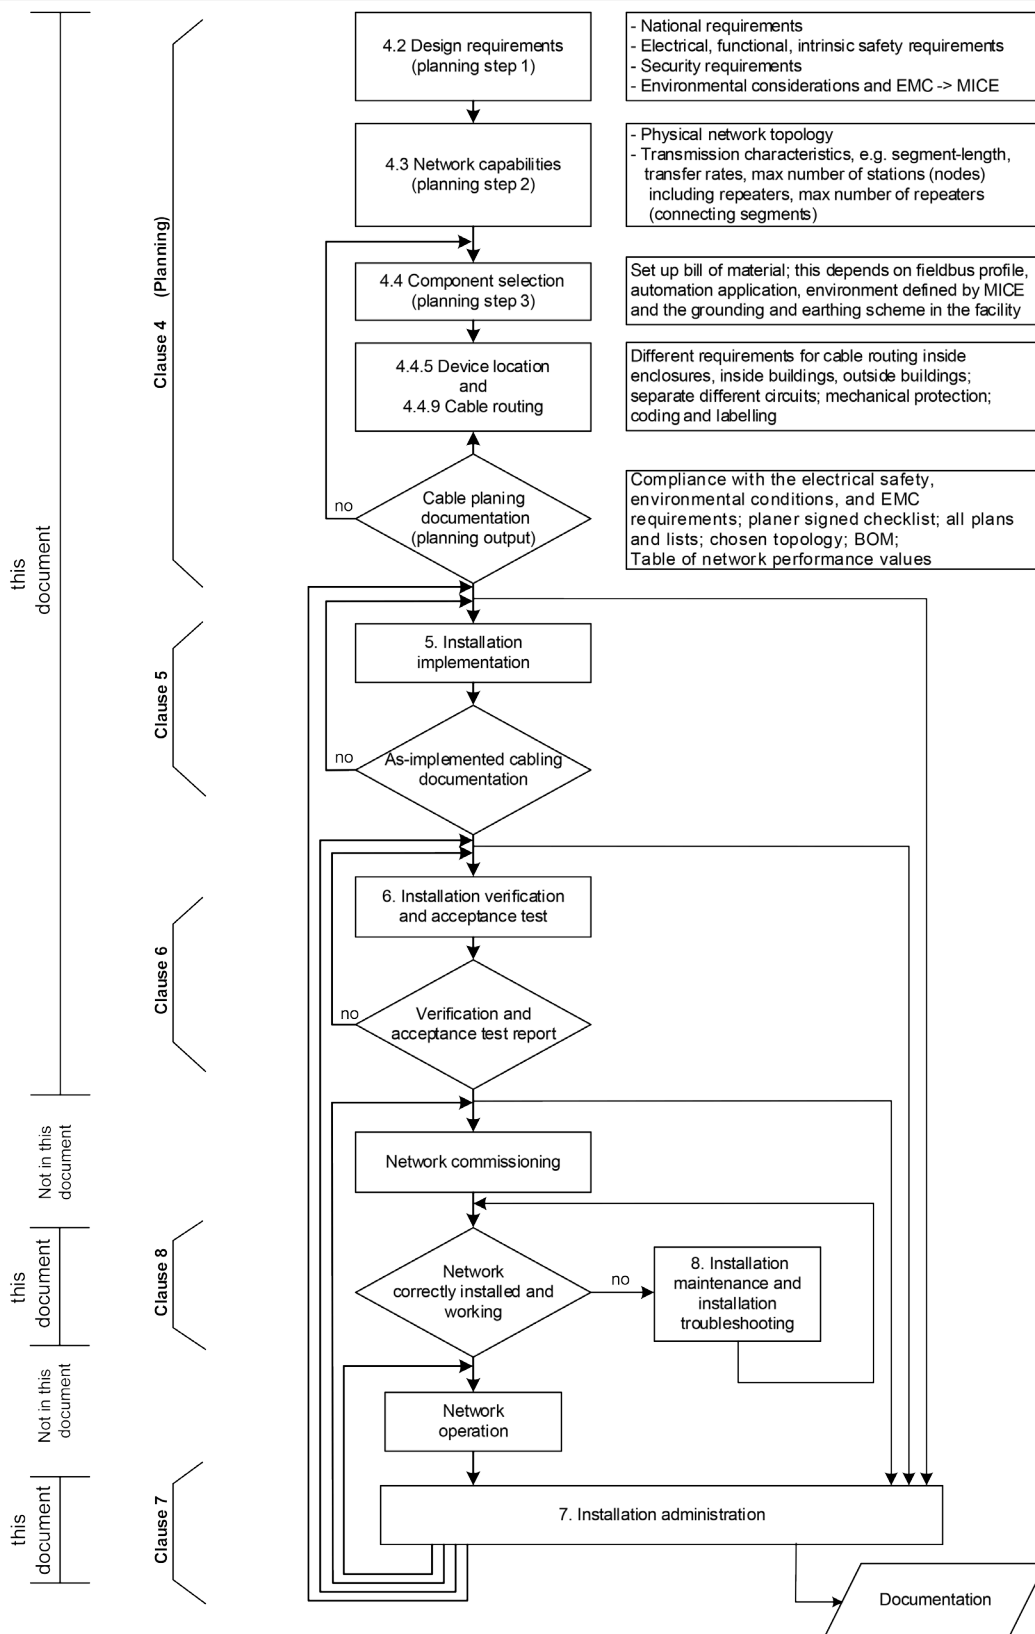 4.2 Design requirements
(planning step 1)
- National requirements
- Electrical, functional, intrinsic safety requirements
- Security requirements
- Environmental considerations and EMC -> MICE
4.3 Network capabilities
(planning step 2)
- Physical network topology
- Transmission characteristics, e.g. segment-length,
transfer rates, max number of stations (nodes)
including repeaters, max number of repeaters
(connecting segments)
Clause 4 (Planning)
4.4 Component selection
(planning step 3)
Set up bill of material; this depends on fieldbus profile,
automation application, environment defined by MICE
and the grounding and earthing scheme in the facility
4.4.5 Device location
and
4.4.9 Cable routing
Different requirements for cable routing inside
enclosures, inside buildings, outside buildings;
separate different circuits; mechanical protection;
coding and labelling
no
Cable planing
documentation
(planning output)
Compliance with the electrical safety,
environmental conditions, and EMC
requirements; planer signed checklist; all plans
and lists; chosen topology; BOM;
Table of network performance values
this
document
Clause 5
5. Installation
implementation
no
As-implemented cabling
documentation
Clause 6
6. Installation verification
and acceptance test
no
Verification and
acceptance test report
Not in this
document
Network commissioning
this
document
Clause 8
Network
correctly installed and
working
no
8. Installation
maintenance and
installation
troubleshooting
Not in this
document
Network
operation
this
document
Clause 7
7. Installation administration
Documentation